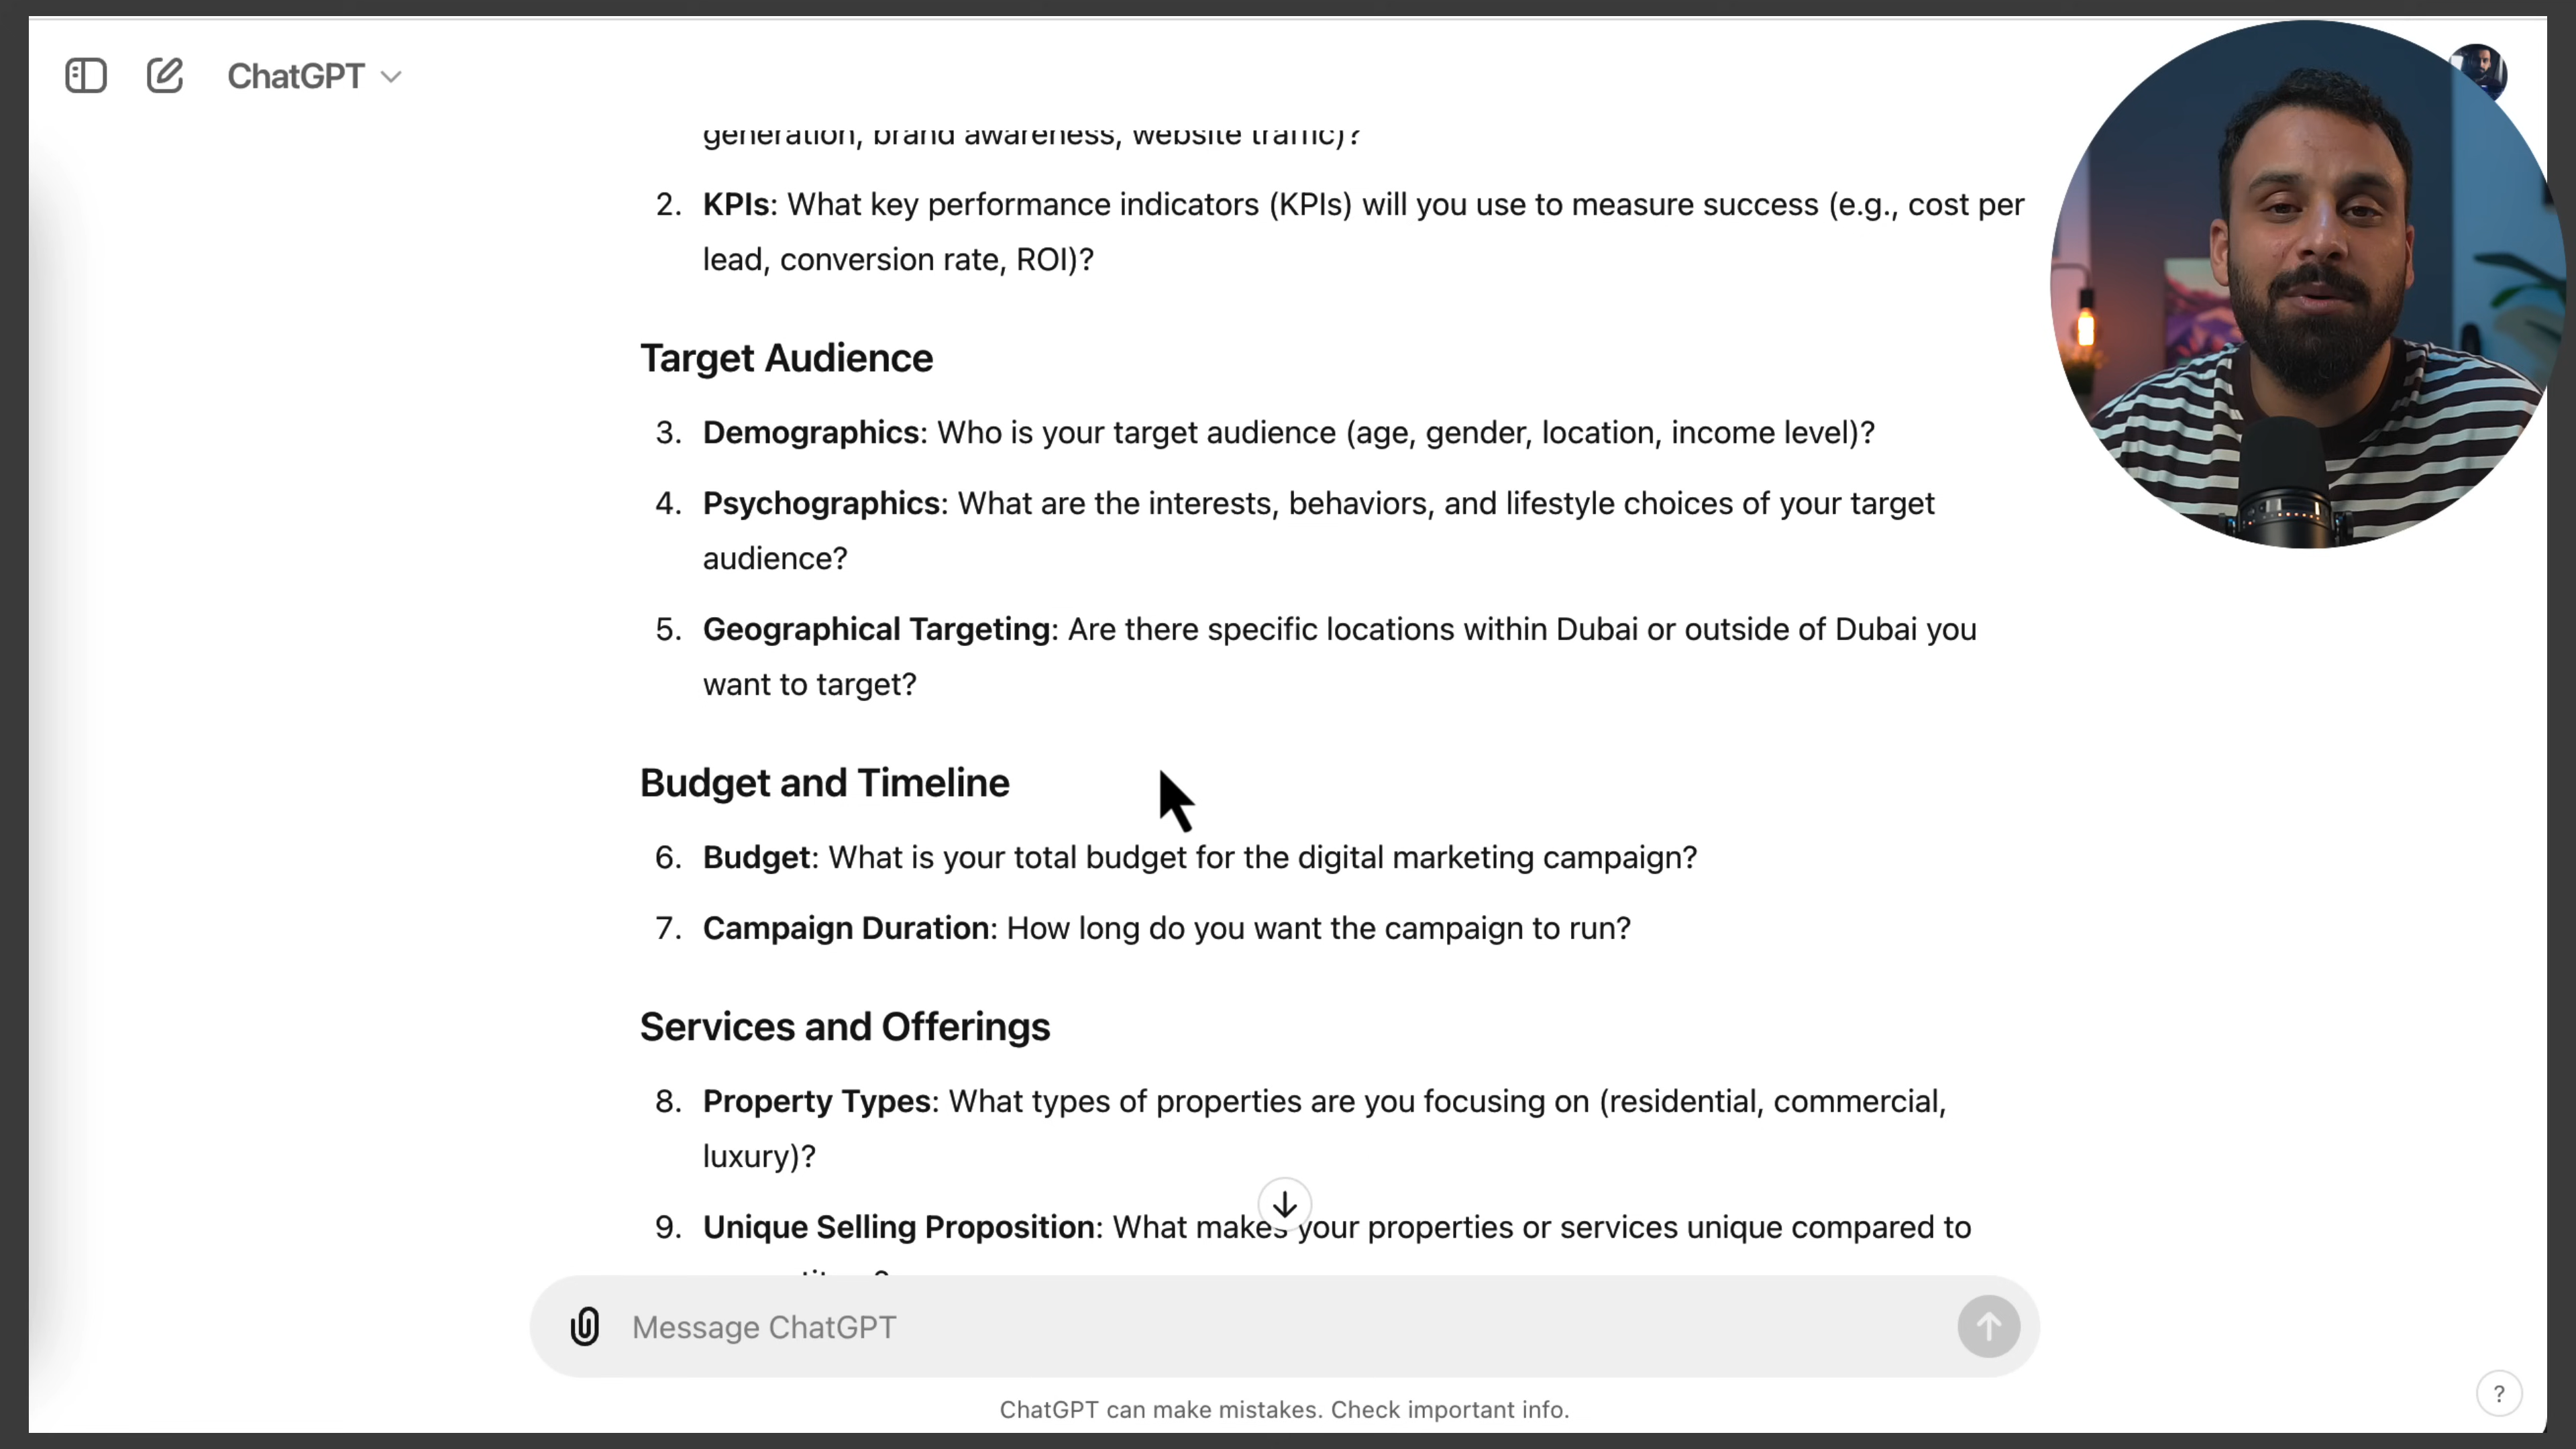 ChatGPT
generation, brand awareness, website traffic)?
2. KPIs: What key performance indicators (KPIs) will you use to measure success (e.g., cost per
lead, conversion rate, ROI)?
Target Audience
3. Demographics: Who is your target audience (age, gender, location, income level)?
4. Psychographics: What are the interests, behaviors, and lifestyle choices of your target
audience?
5. Geographical Targeting: Are there specific locations within Dubai or outside of Dubai you
want to target?
Budget and Timeline
6. Budget: What is your total budget for the digital marketing campaign?
7. Campaign Duration: How long do you want the campaign to run?
Services and Offerings
8. Property Types: What types of properties are you focusing on (residential, commercial,
luxury)?
9. Unique Selling Proposition: What makes your properties or services unique compared to
Message ChatGPT
ChatGPT can make mistakes. Check important info.
?